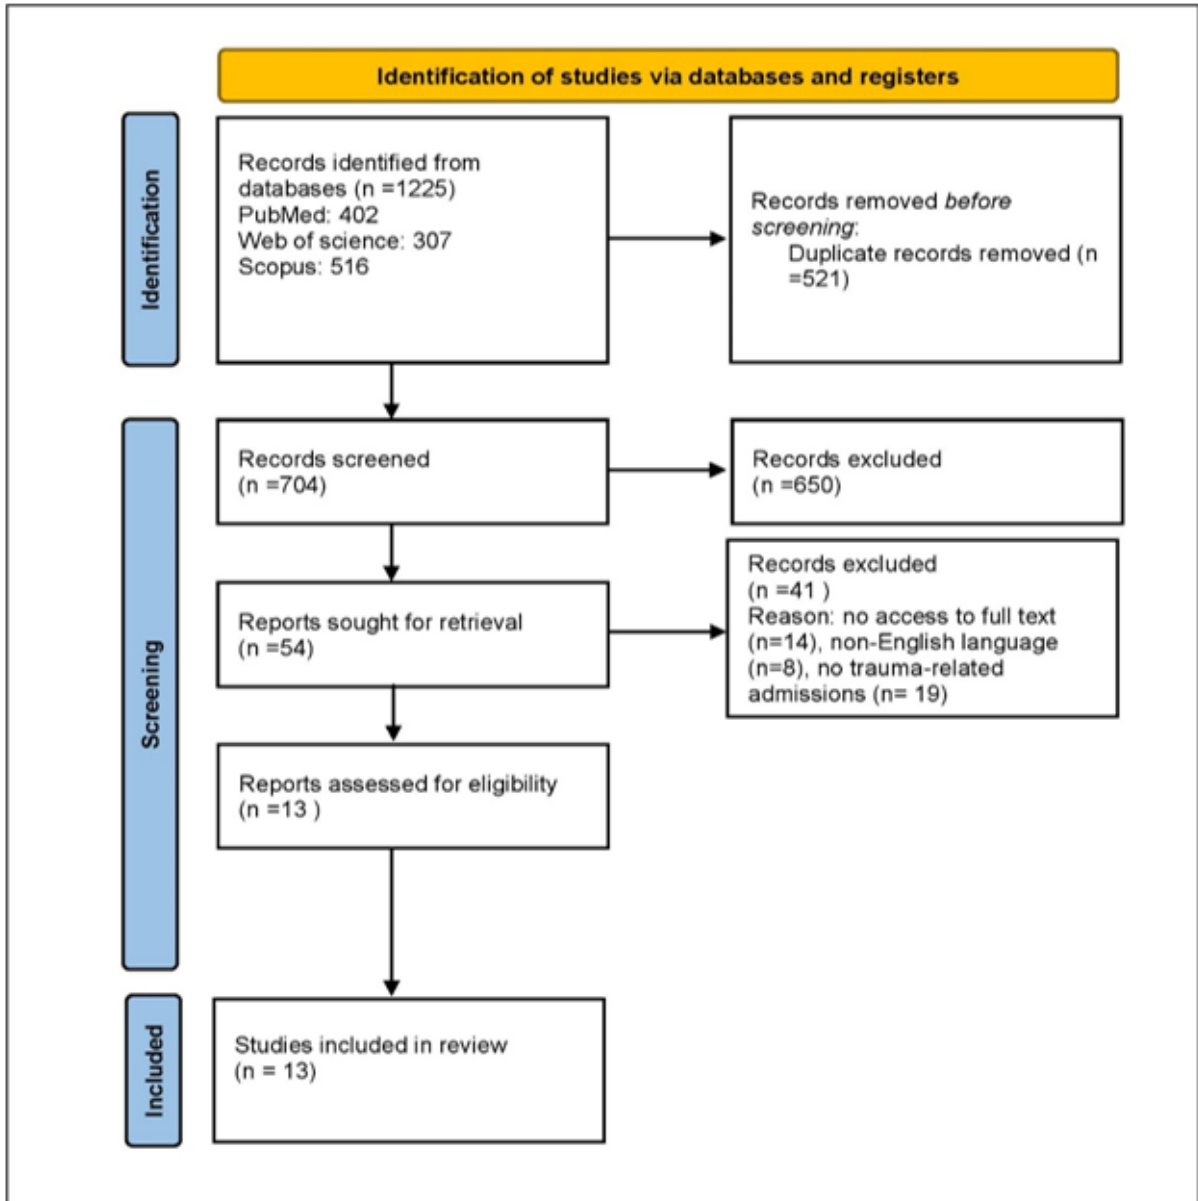 Identification of studies via databases and registers
Identification
Records identified from
databases (n =1225)
PubMed: 402
Web of science: 307
Scopus: 516
Records removed before
screening:
Duplicate records removed (n
=521)
Screening
Records screened
(n =704)
Records excluded
(n =650)
Reports sought for retrieval
(n =54)
Records excluded
(n =41 )
Reason: no access to full text
(n=14), non-English language
(n=8), no trauma-related
admissions (n= 19)
Reports assessed for eligibility
(n =13 )
Included
Studies included in review
(n = 13)